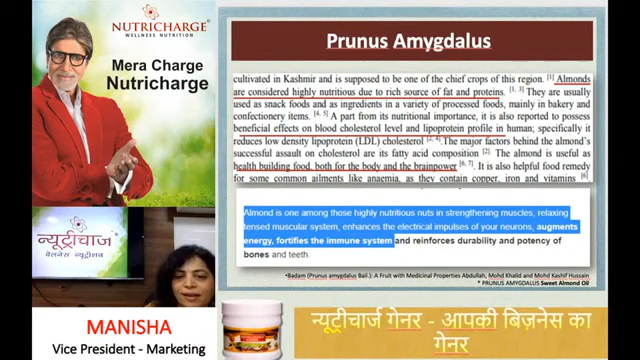 NUTRICHARGE
WELLNESS NUTRITION
Mera Charge
Nutricharge
Prunus Amygdalus
cultivated in Kashmir and is supposed to be one of the chief crops of this region. [1] Almonds
are considered highly nutritious due to rich source of fat and proteins. [1, 3] They are usually
used as snack foods and as ingredients in a variety of processed foods, mainly in bakery and
confectionery items. [4, 5] A part from its nutritional importance, it is also reported to possess
beneficial effects on blood cholesterol level and lipoprotein profile in human; specifically it
reduces low density lipoprotein (LDL) cholesterol [2, 4]. The major factors behind the almond's
successful assault on cholesterol are its fatty acid composition [2]. The almond is useful as
health building food, both for the body and the brainpower [6, 7]. It is also helpful food remedy
for some common ailments like anaemia, as they contain copper, iron and vitamins [6]
Almond is one among those highly nutritious nuts in strengthening muscles, relaxing
tensed muscular system, enhances the electrical impulses of your neurons, augments
energy, fortifies the immune system and reinforces durability and potency of
bones and teeth.
•Badam (Prunus amygdalus Bail.): A Fruit with Medicinal Properties Abdullah, Mohd Khalid and Mohd Kashif Hussain
* PRUNUS AMYGDALUS Sweet Almond Oil
न्यूट्रीचार्ज
वेलनेस न्यूट्रीशन
MANISHA
Vice President - Marketing
न्यूट्रीचार्ज गेनर - आपकी बिज़नेस का
गेनर